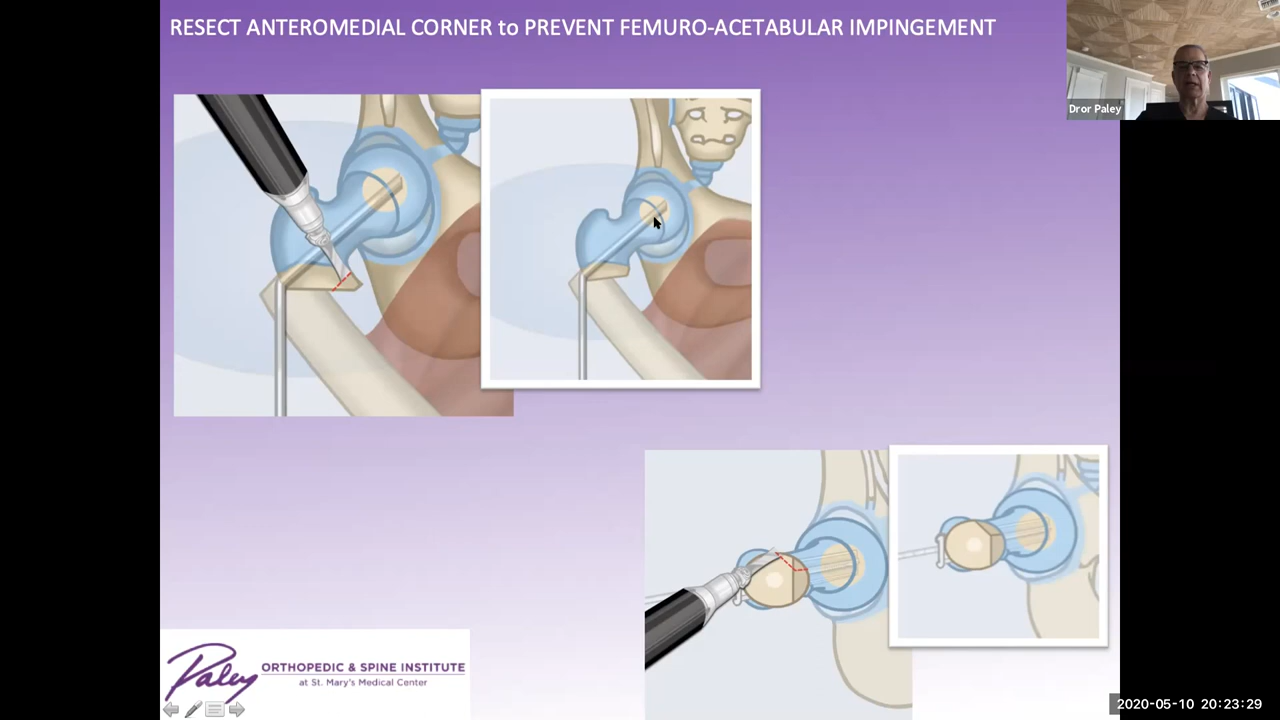 RESECT ANTEROMEDIAL CORNER to PREVENT FEMURO-ACETABULAR IMPINGEMENT
Dror Paley
Paley
ORTHOPEDIC & SPINE INSTITUTE
at St. Mary's Medical Center
2020-05-10 20:23:29